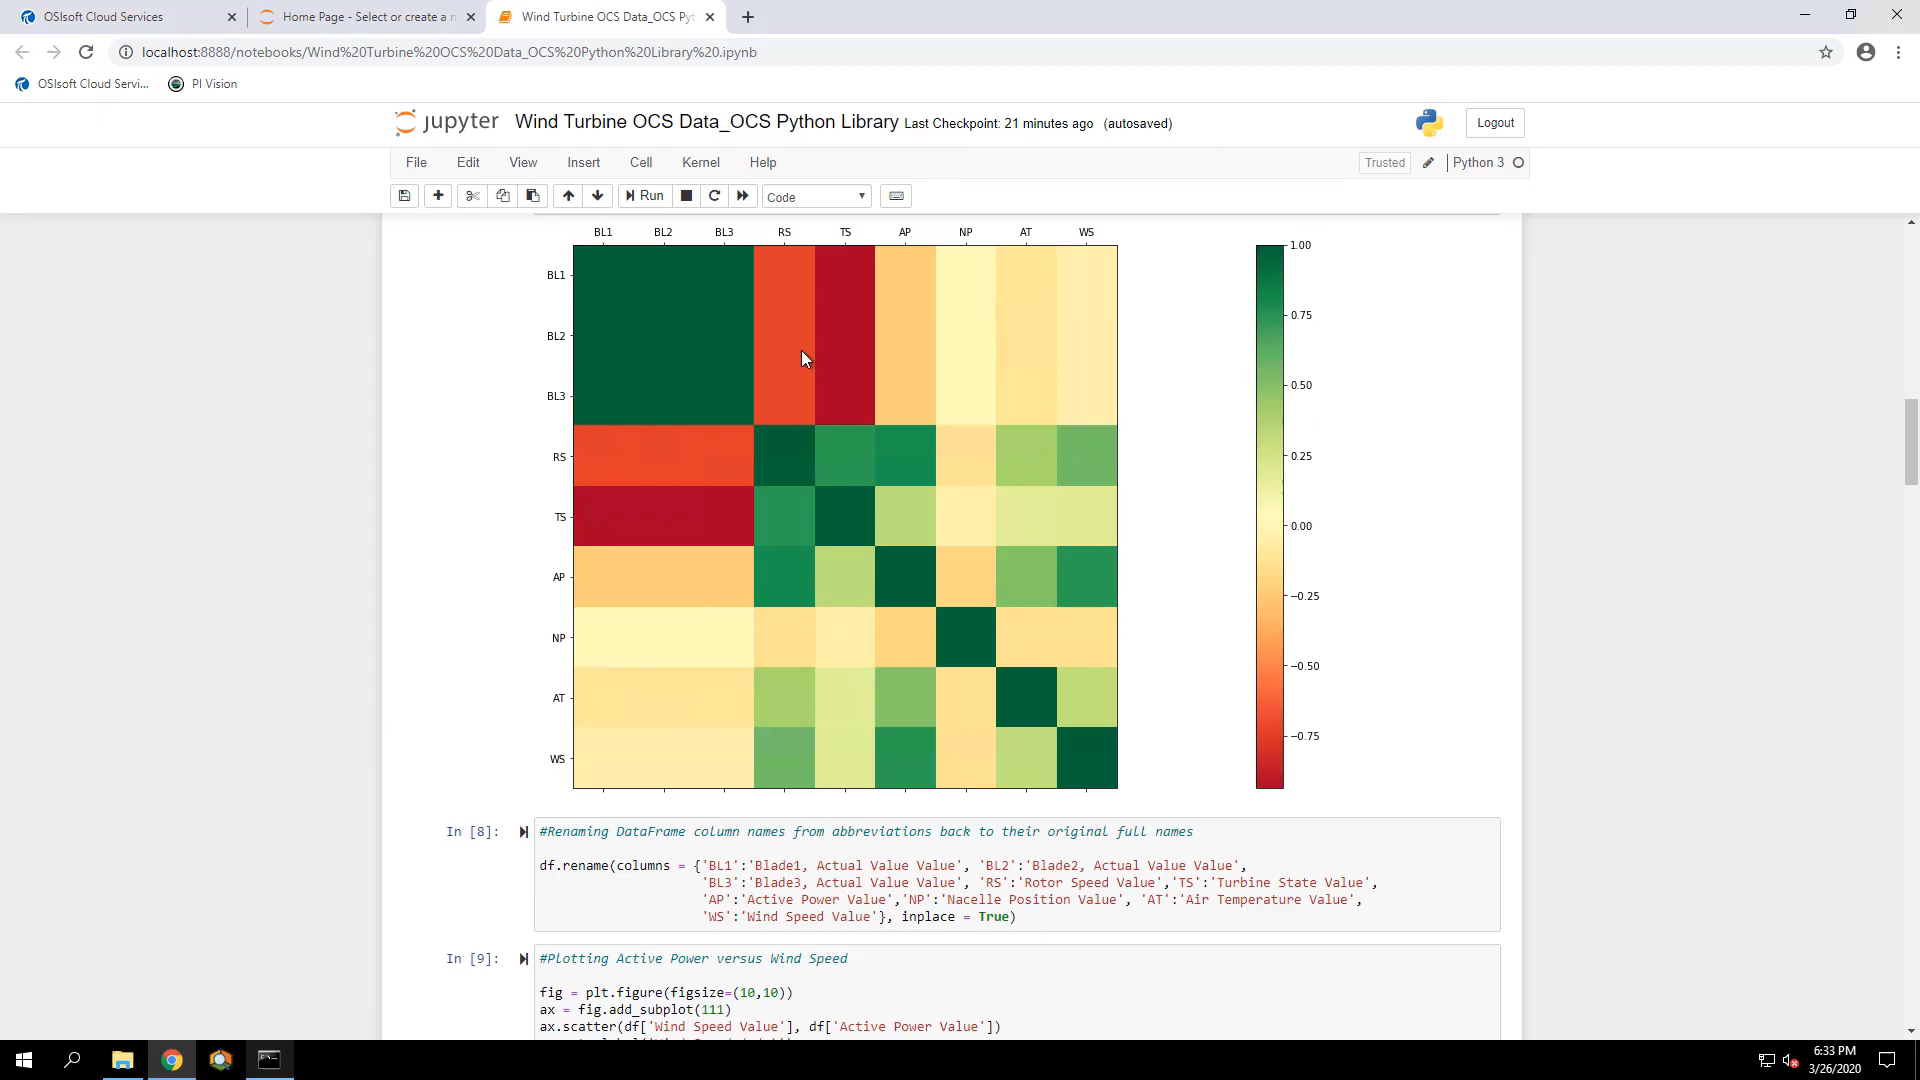 OSIsoft Cloud Services
Home Page - Select or create a n
Wind Turbine OCS Data_OCS Pyt
localhost:8888/notebooks/Wind%20Turbine%20OCS%20Data_OCS%20Python%20Library%20.ipynb
OSIsoft Cloud Servi...
PI Vision
jupyter
Wind Turbine OCS Data_OCS Python Library
Last Checkpoint: 21 minutes ago
(autosaved)
Logout
File
Edit
View
Insert
Cell
Kernel
Help
Trusted
Python 3
Run
Code
BL1 BL2 BL3 RS TS AP NP AT WS
BL1
BL2
BL3
RS
TS
AP
NP
AT
WS
1.00
0.75
0.50
0.25
0.00
−0.25
−0.50
−0.75
In [8]:
#Renaming DataFrame column names from abbreviations back to their original full names
df.rename(columns = {'BL1':'Blade1, Actual Value Value', 'BL2':'Blade2, Actual Value Value',
'BL3':'Blade3, Actual Value Value', 'RS':'Rotor Speed Value','TS':'Turbine State Value',
'AP':'Active Power Value','NP':'Nacelle Position Value', 'AT':'Air Temperature Value',
'WS':'Wind Speed Value'}, inplace = True)
In [9]:
#Plotting Active Power versus Wind Speed
fig = plt.figure(figsize=(10,10))
ax = fig.add_subplot(111)
ax.scatter(df['Wind Speed Value'], df['Active Power Value'])
6:33 PM
3/26/2020